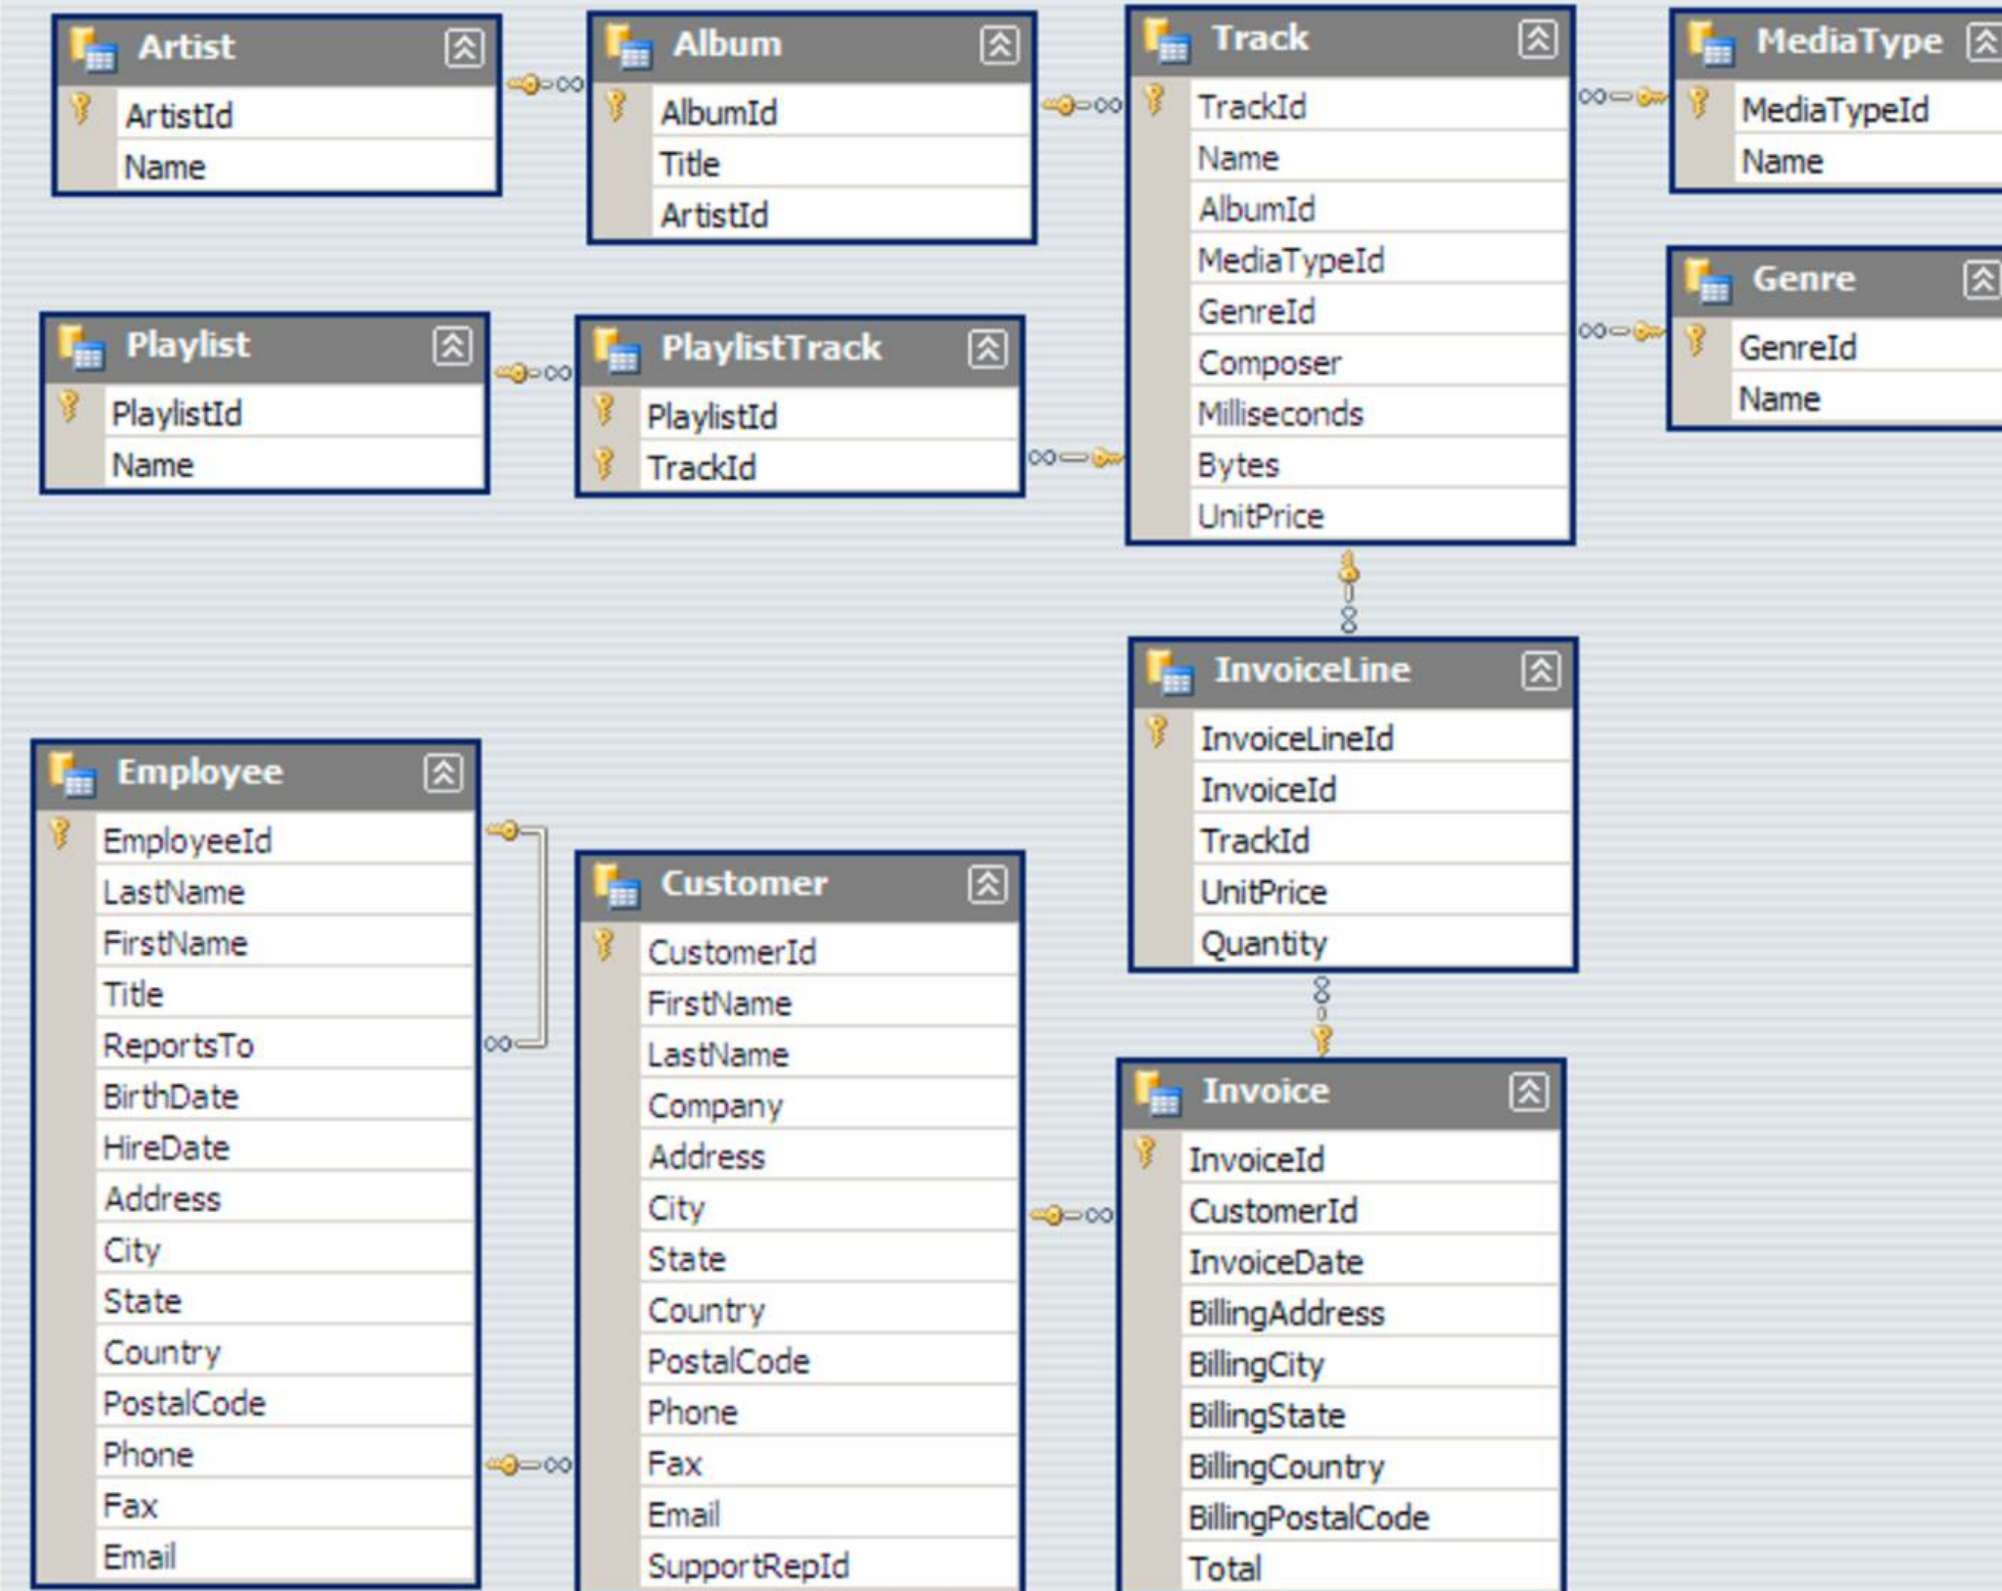 Artist
ArtistId
Name
Album
AlbumId
Title
ArtistId
Track
TrackId
Name
AlbumId
MediaTypeId
GenreId
Composer
Milliseconds
Bytes
UnitPrice
MediaType
MediaTypeId
Name
Genre
GenreId
Name
Playlist
PlaylistId
Name
PlaylistTrack
PlaylistId
TrackId
InvoiceLine
InvoiceLineId
InvoiceId
TrackId
UnitPrice
Quantity
Employee
EmployeeId
LastName
FirstName
Title
ReportsTo
BirthDate
HireDate
Address
City
State
Country
PostalCode
Phone
Fax
Email
Customer
CustomerId
FirstName
LastName
Company
Address
City
State
Country
PostalCode
Phone
Fax
Email
SupportRepId
Invoice
InvoiceId
CustomerId
InvoiceDate
BillingAddress
BillingCity
BillingState
BillingCountry
BillingPostalCode
Total